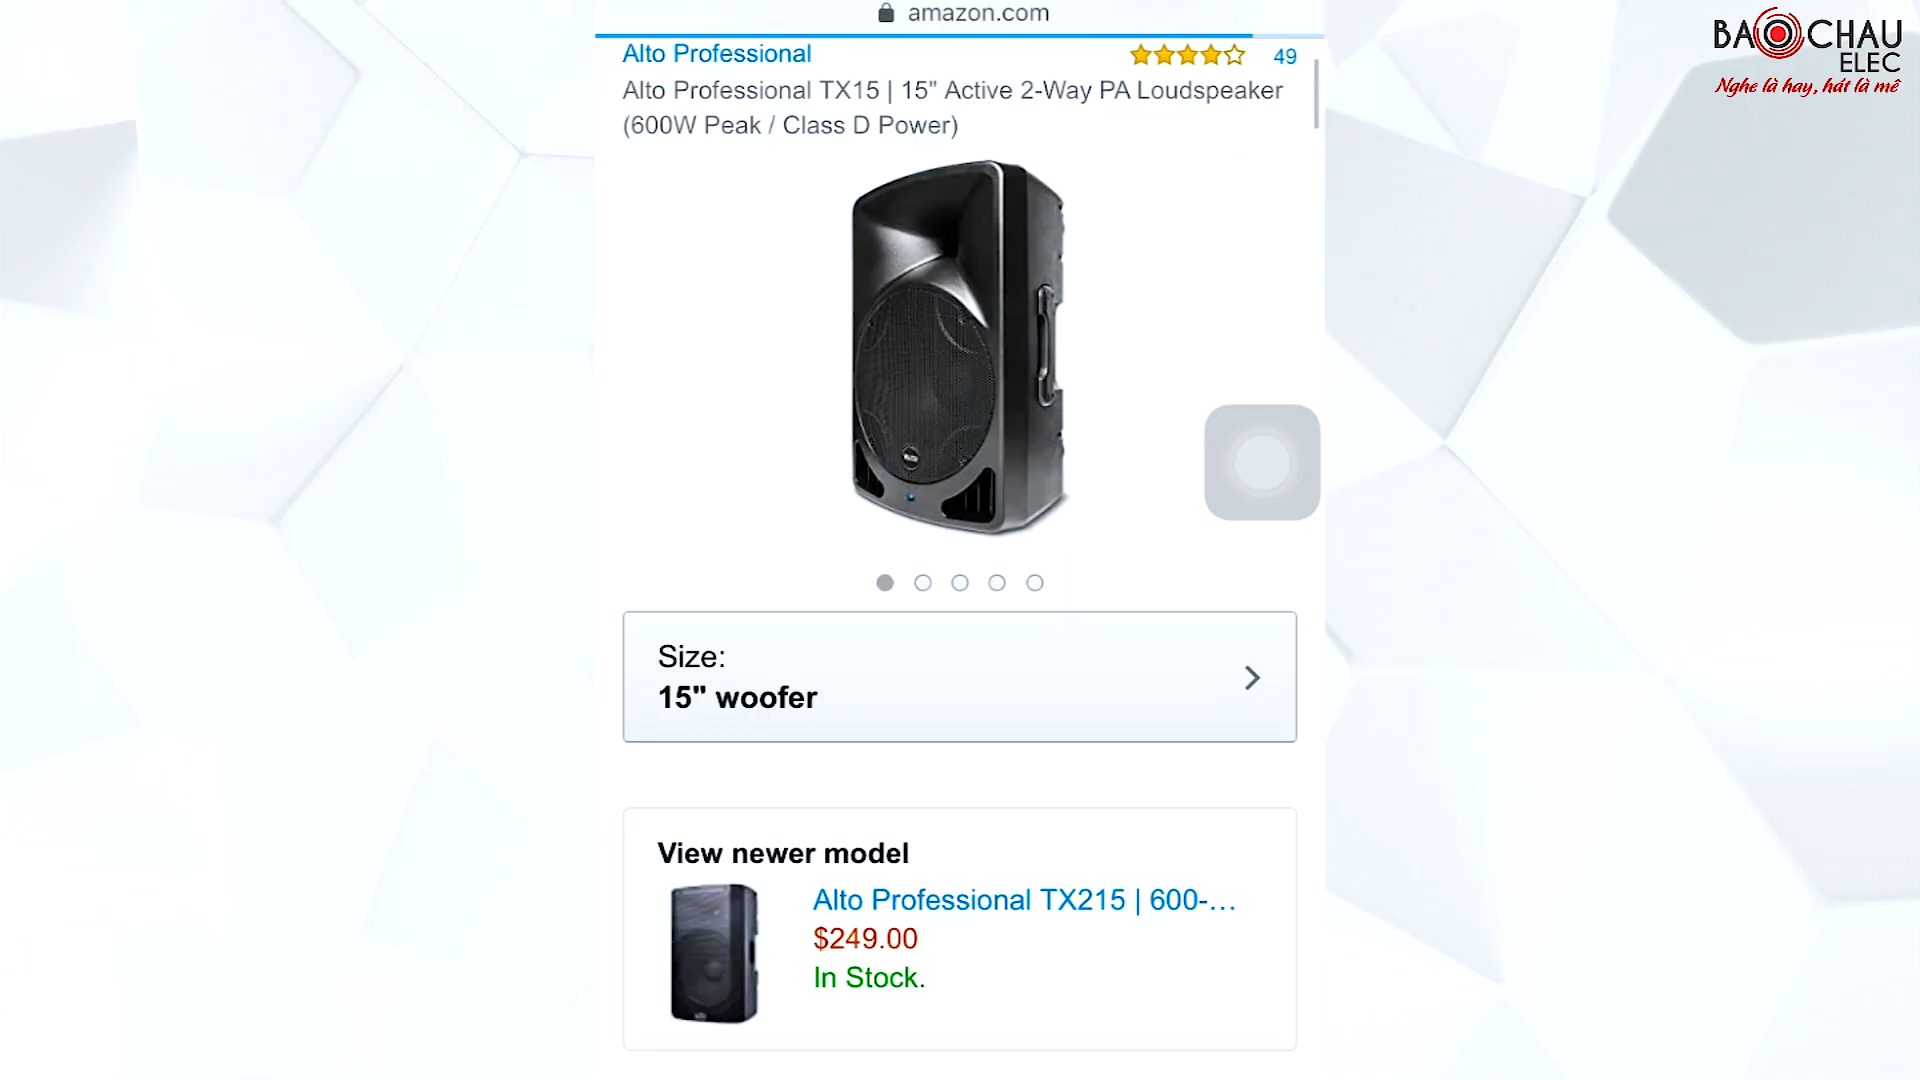 amazon.com
Alto Professional
49
Alto Professional TX15 | 15" Active 2-Way PA Loudspeaker
(600W Peak / Class D Power)
Size:
15" woofer
View newer model
Alto Professional TX215 | 600-…
$249.00
In Stock.
BAO CHAU
ELEC
Nghe là hay, hát là mê